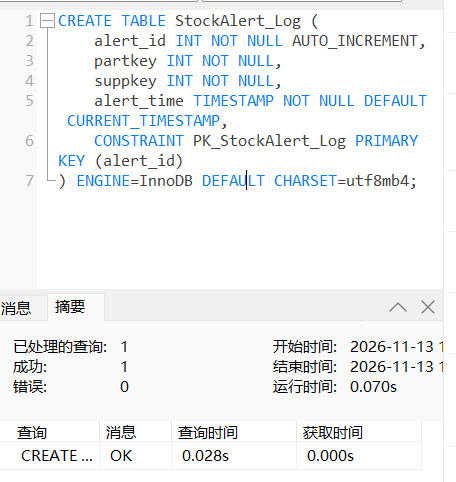 1 CREATE TABLE StockAlert_Log (
2 alert_id INT NOT NULL AUTO_INCREMENT,
3 partkey INT NOT NULL,
4 suppkey INT NOT NULL,
5 alert_time TIMESTAMP NOT NULL DEFAULT
CURRENT_TIMESTAMP,
6 CONSTRAINT PK_StockAlert_Log PRIMARY
KEY (alert_id)
7 ) ENGINE=InnoDB DEFAULT CHARSET=utf8mb4;
消息 摘要
已处理的查询: 1 开始时间: 2026-11-13 1
成功: 1 结束时间: 2026-11-13 1
错误: 0 运行时间: 0.070s
查询 消息 查询时间 获取时间
CREATE ... OK 0.028s 0.000s